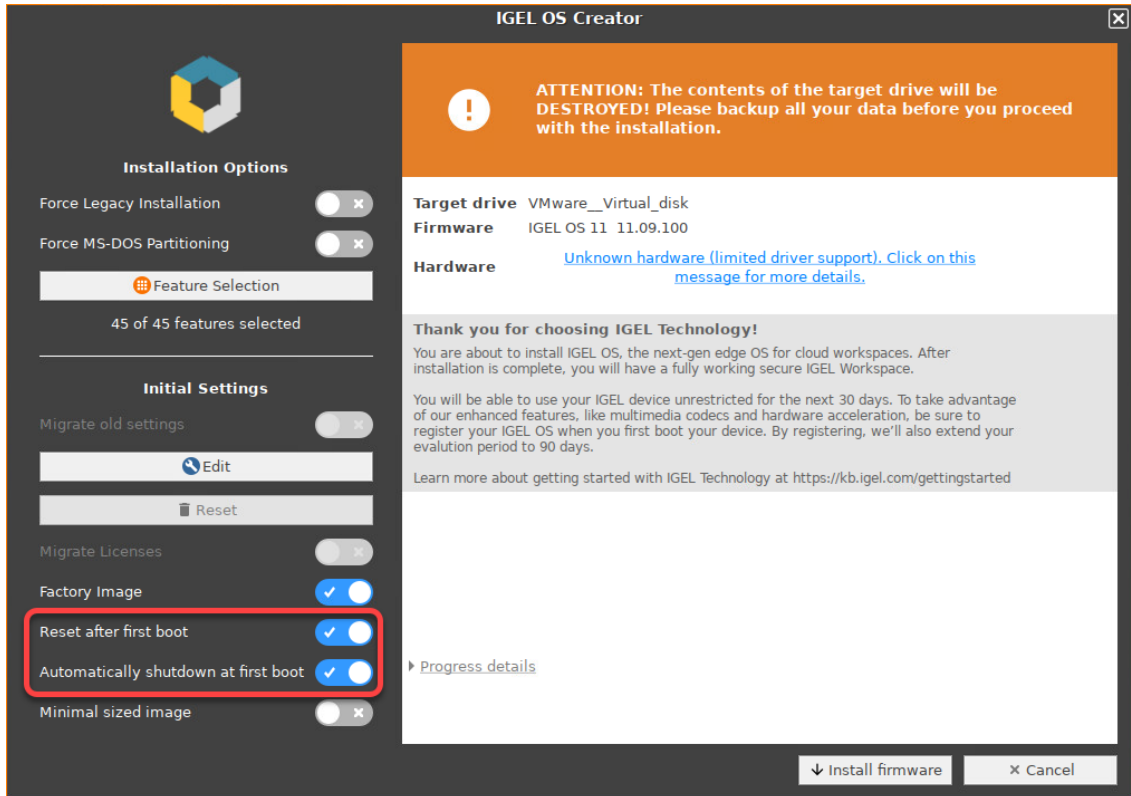 IGEL OS Creator
Installation Options
Force Legacy Installation
Force MS-DOS Partitioning
Feature Selection
45 of 45 features selected
Initial Settings
Migrate old settings
Edit
Reset
Migrate Licenses
Factory Image
Reset after first boot
Automatically shutdown at first boot
Minimal sized image
ATTENTION: The contents of the target drive will be
DESTROYED! Please backup all your data before you proceed
with the installation.
Target drive VMware__Virtual_disk
Firmware IGEL OS 11 11.09.100
Hardware Unknown hardware (limited driver support). Click on this
message for more details.
Thank you for choosing IGEL Technology!
You are about to install IGEL OS, the next-gen edge OS for cloud workspaces. After
installation is complete, you will have a fully working secure IGEL Workspace.
You will be able to use your IGEL device unrestricted for the next 30 days. To take advantage
of our enhanced features, like multimedia codecs and hardware acceleration, be sure to
register your IGEL OS when you first boot your device. By registering, we'll also extend your
evalution period to 90 days.
Learn more about getting started with IGEL Technology at https://kb.igel.com/gettingstarted
Progress details
Install firmware
Cancel